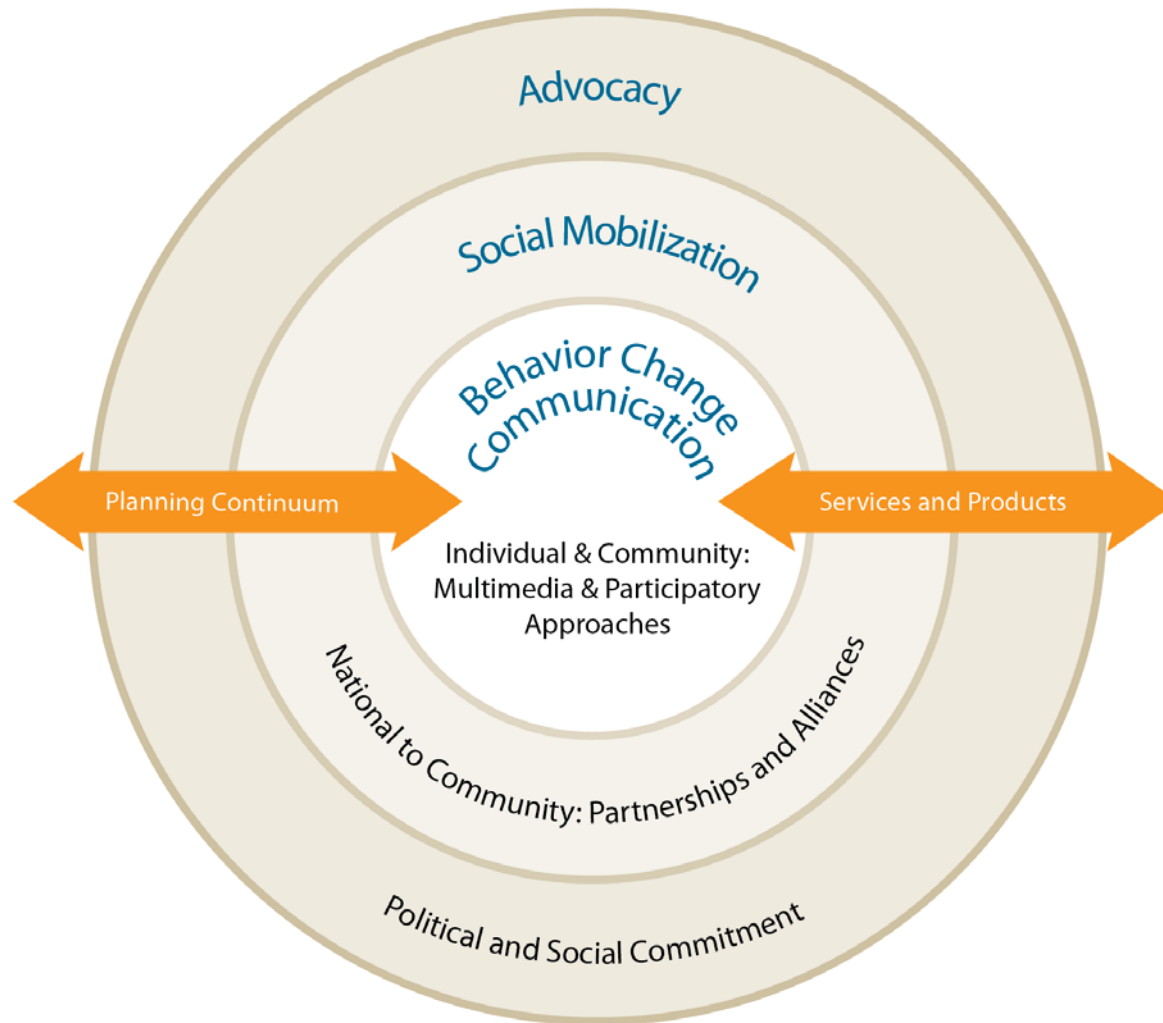 Advocacy
Social Mobilization
Behavior Change
Communication
Planning Continuum
Services and Products
Individual & Community:
Multimedia & Participatory
Approaches
National to Community: Partnerships and Alliances
Political and Social Commitment